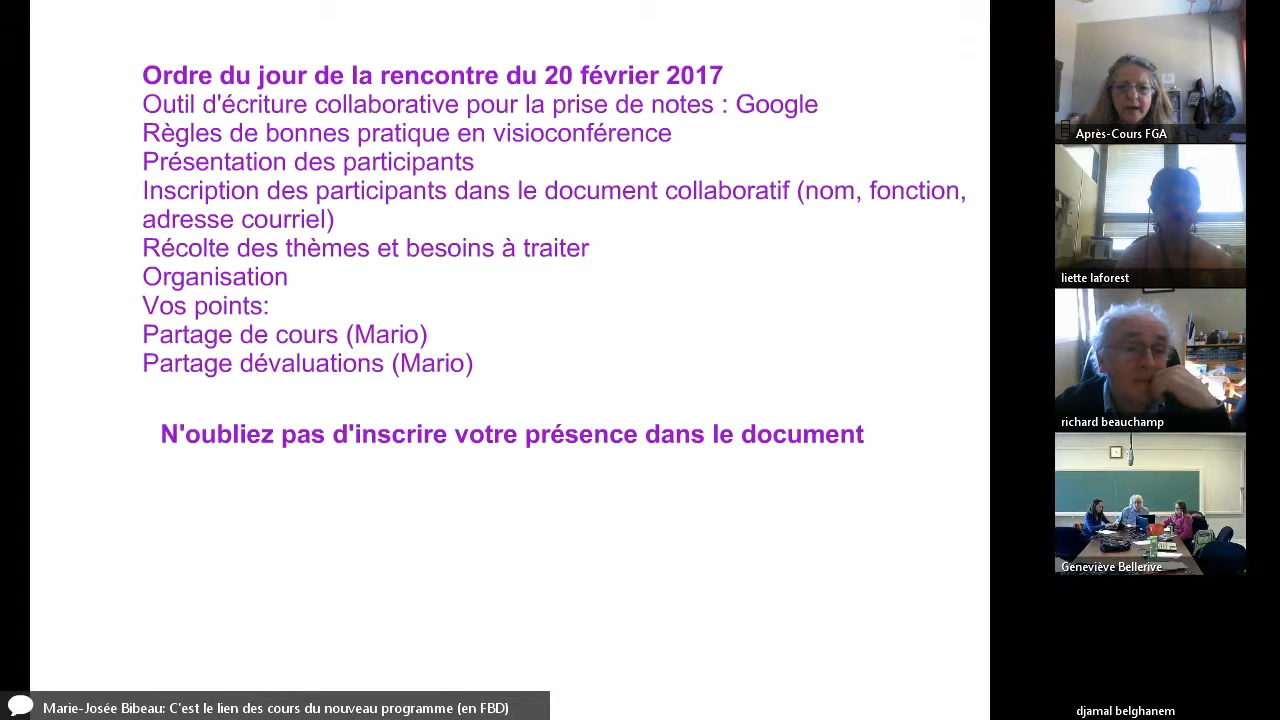 Ordre du jour de la rencontre du 20 février 2017
Outil d'écriture collaborative pour la prise de notes : Google
Règles de bonnes pratique en visioconférence
Présentation des participants
Inscription des participants dans le document collaboratif (nom, fonction,
adresse courriel)
Récolte des thèmes et besoins à traiter
Organisation
Vos points:
Partage de cours (Mario)
Partage dévaluations (Mario)
N'oubliez pas d'inscrire votre présence dans le document
Après-Cours FGA
liette laforest
richard beauchamp
Geneviève Bellerive
djamal belghanem
Marie-Josée Bibeau: C'est le lien des cours du nouveau programme (en FBD)